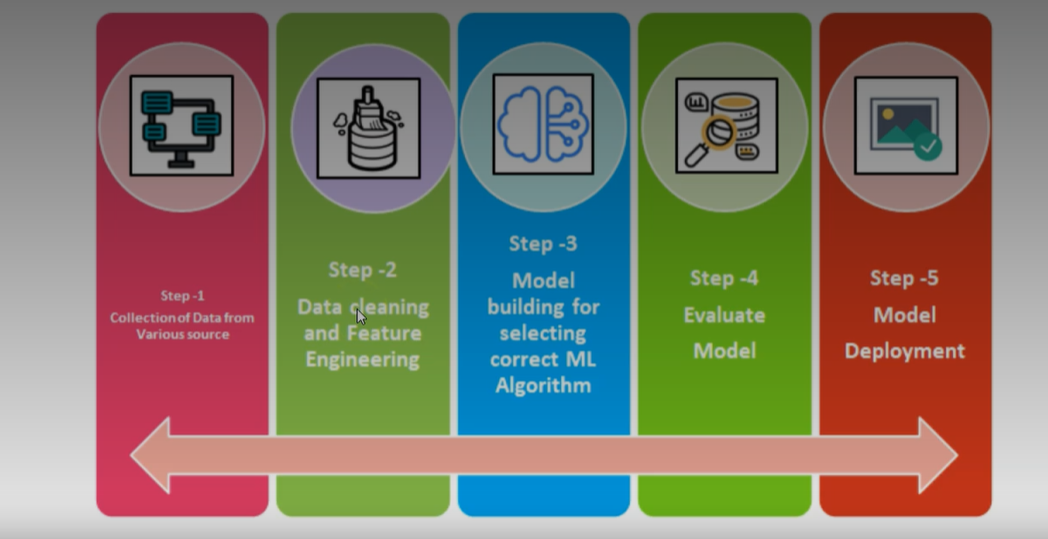 Step -1
Collection of Data from
Various source
Step -2
Data cleaning
and Feature
Engineering
Step -3
Model
building for
selecting
correct ML
Algorithm
Step -4
Evaluate
Model
Step -5
Model
Deployment